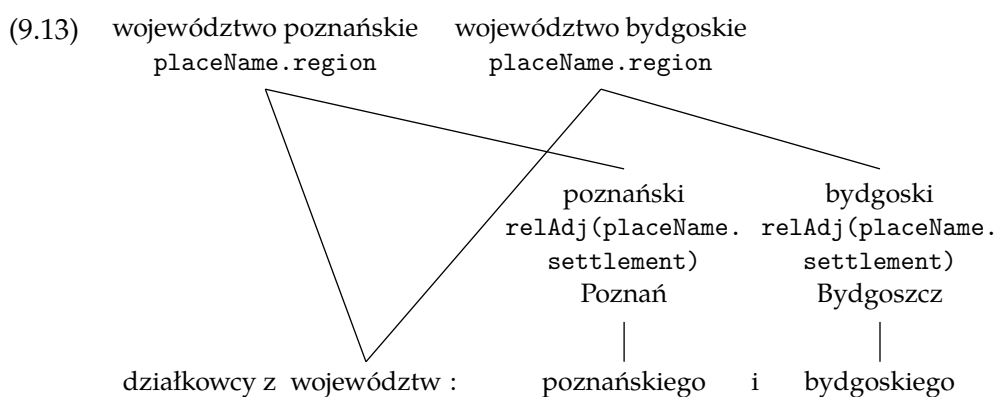 (9.13) województwo poznańskie województwo bydgoskie
placeName.region placeName.region
poznański bydgoski
relAdj(placeName. relAdj(placeName.
settlement) settlement)
Poznań Bydgoszcz
działkowcy z województw : poznańskiego i bydgoskiego